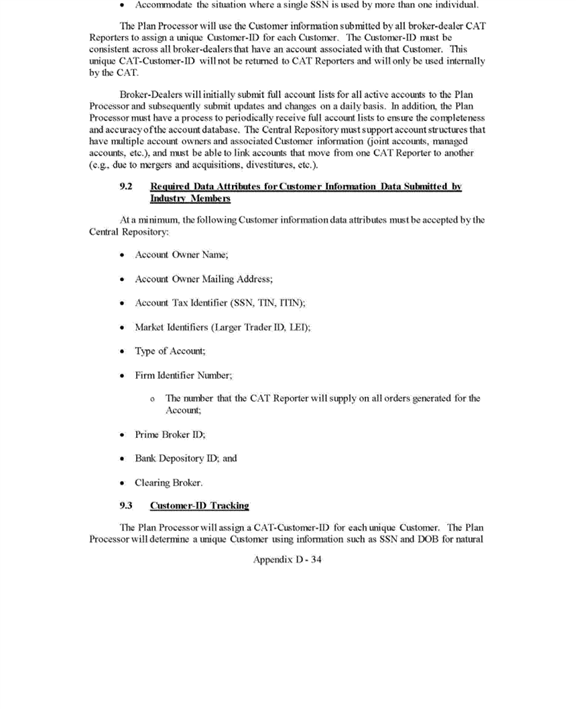 • Accommodate the situation where a single SSN is used by more than one individual.
The Plan Processor will use the Customer information submitted by all broker-dealer CAT
Reporters to assign a unique Customer-ID for each Customer. The Customer-ID must be
consistent across all broker-dealers that have an account associated with that Customer. This
unique CAT-Customer-ID will not be returned to CAT Reporters and will only be used internally
by the CAT.
Broker-Dealers will initially submit full account lists for all active accounts to the Plan
Processor and subsequently submit updates and changes on a daily basis. In addition, the Plan
Processor must have a process to periodically receive full account lists to ensure the completeness
and accuracy of the account database. The Central Repository must support account structures that
have multiple account owners and associated Customer information (joint accounts, managed
accounts, etc.), and must be able to link accounts that move from one CAT Reporter to another
(e.g., due to mergers and acquisitions, divestitures, etc.).
9.2 Required Data Attributes for Customer Information Data Submitted by
Industry Members
At a minimum, the following Customer information data attributes must be accepted by the
Central Repository:
• Account Owner Name;
• Account Owner Mailing Address;
• Account Tax Identifier (SSN, TIN, ITIN);
• Market Identifiers (Larger Trader ID, LEI);
• Type of Account;
• Firm Identifier Number;
o The number that the CAT Reporter will supply on all orders generated for the
Account;
• Prime Broker ID;
• Bank Depository ID; and
• Clearing Broker.
9.3 Customer-ID Tracking
The Plan Processor will assign a CAT-Customer-ID for each unique Customer. The Plan
Processor will determine a unique Customer using information such as SSN and DOB for natural
Appendix D - 34